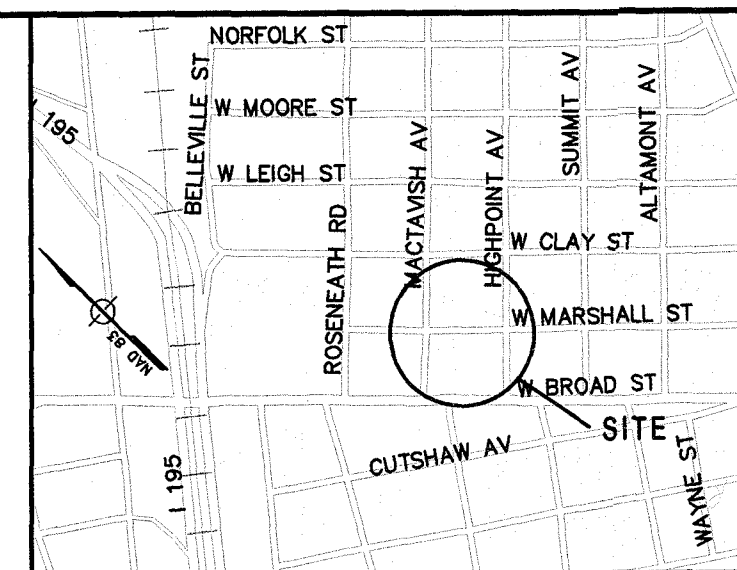 NORFOLK ST
BELLEVILLE ST
W MOORE ST
SUMMIT AV
ALTAMONT AV
I 195
MACTAVISH AV
HIGHPOINT AV
W LEIGH ST
ROSENEATH RD
W CLAY ST
W MARSHALL ST
NAD 83
W BROAD ST
SITE
CUTSHAW AV
WAYNE ST
I 195